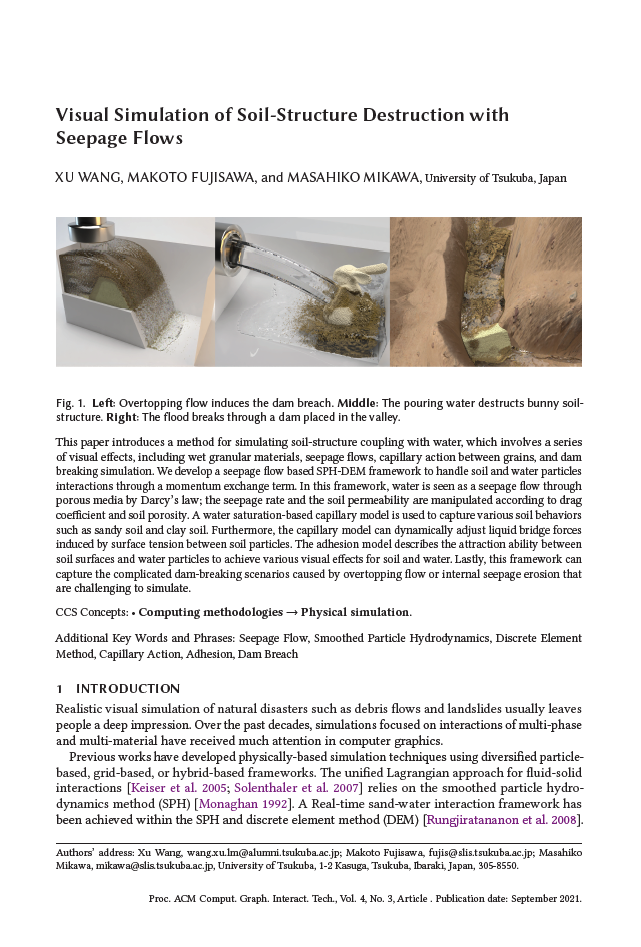 Visual Simulation of Soil-Structure Destruction with
Seepage Flows
XU WANG, MAKOTO FUJISAWA, and MASAHIKO MIKAWA, University of Tsukuba, Japan
Fig. 1. Left: Overtopping flow induces the dam breach. Middle: The pouring water destructs bunny soil-
structure. Right: The flood breaks through a dam placed in the valley.
This paper introduces a method for simulating soil-structure coupling with water, which involves a series
of visual effects, including wet granular materials, seepage flows, capillary action between grains, and dam
breaking simulation. We develop a seepage flow based SPH-DEM framework to handle soil and water particles
interactions through a momentum exchange term. In this framework, water is seen as a seepage flow through
porous media by Darcy's law; the seepage rate and the soil permeability are manipulated according to drag
coefficient and soil porosity. A water saturation-based capillary model is used to capture various soil behaviors
such as sandy soil and clay soil. Furthermore, the capillary model can dynamically adjust liquid bridge forces
induced by surface tension between soil particles. The adhesion model describes the attraction ability between
soil surfaces and water particles to achieve various visual effects for soil and water. Lastly, this framework can
capture the complicated dam-breaking scenarios caused by overtopping flow or internal seepage erosion that
are challenging to simulate.
CCS Concepts: • Computing methodologies → Physical simulation.
Additional Key Words and Phrases: Seepage Flow, Smoothed Particle Hydrodynamics, Discrete Element
Method, Capillary Action, Adhesion, Dam Breach
1 INTRODUCTION
Realistic visual simulation of natural disasters such as debris flows and landslides usually leaves
people a deep impression. Over the past decades, simulations focused on interactions of multi-phase
and multi-material have received much attention in computer graphics.
Previous works have developed physically-based simulation techniques using diversified particle-
based, grid-based, or hybrid-based frameworks. The unified Lagrangian approach for fluid-solid
interactions [Keiser et al. 2005; Solenthaler et al. 2007] relies on the smoothed particle hydro-
dynamics method (SPH) [Monaghan 1992]. A Real-time sand-water interaction framework has
been achieved within the SPH and discrete element method (DEM) [Rungjiratananon et al. 2008].
Authors' address: Xu Wang, wang.xu.lm@alumni.tsukuba.ac.jp; Makoto Fujisawa, fujis@slis.tsukuba.ac.jp; Masahiko
Mikawa, mikawa@slis.tsukuba.ac.jp, University of Tsukuba, 1-2 Kasuga, Tsukuba, Ibaraki, Japan, 305-8550.
Proc. ACM Comput. Graph. Interact. Tech., Vol. 4, No. 3, Article . Publication date: September 2021.